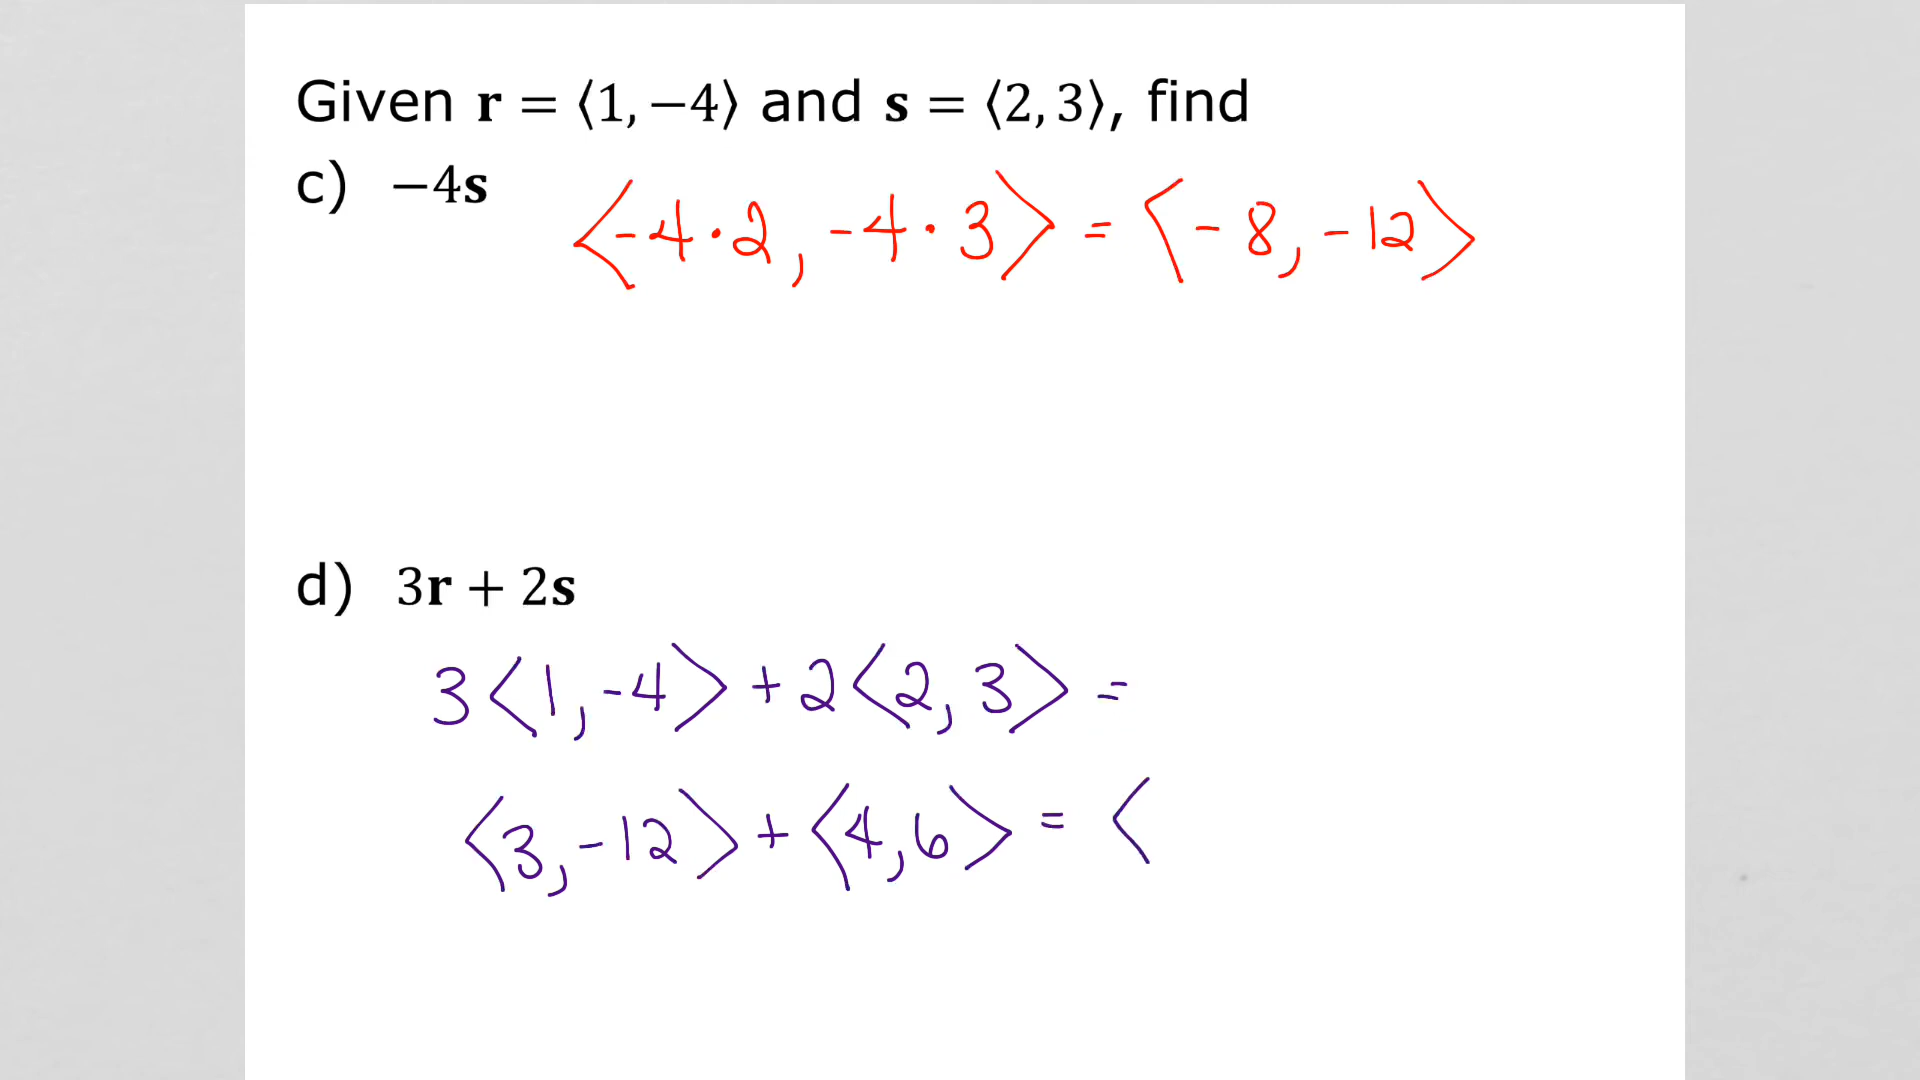 Given r = ⟨1, −4⟩ and s = ⟨2, 3⟩, find
c) −4s ⟨-4·2, -4·3⟩ = ⟨-8, -12⟩
d) 3r + 2s
3⟨1, -4⟩ + 2⟨2, 3⟩ =
⟨3, -12⟩ + ⟨4, 6⟩ = ⟨